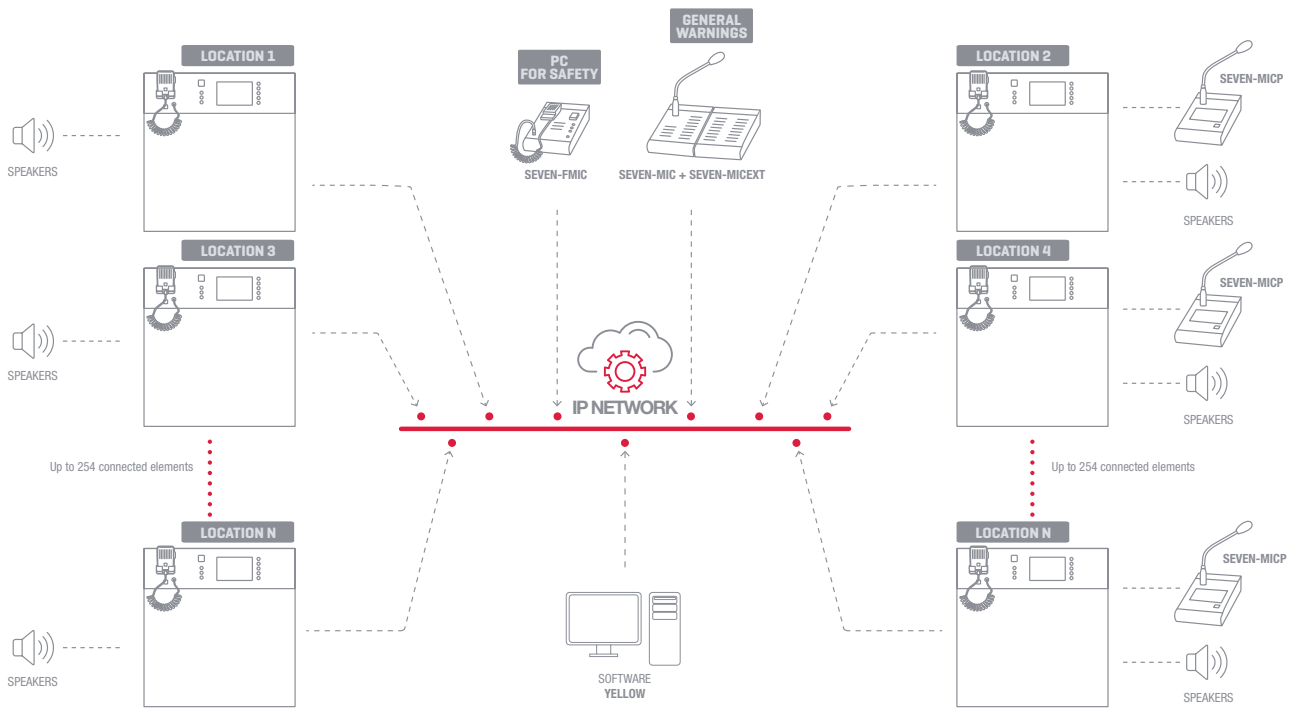 GENERAL
WARNINGS
LOCATION 1
PC
FOR SAFETY
LOCATION 2
SEVEN-MICP
SPEAKERS
SEVEN-FMIC
SEVEN-MIC + SEVEN-MICEXT
SPEAKERS
LOCATION 3
LOCATION 4
SEVEN-MICP
SPEAKERS
IP NETWORK
SPEAKERS
Up to 254 connected elements
Up to 254 connected elements
LOCATION N
LOCATION N
SEVEN-MICP
SPEAKERS
SOFTWARE
YELLOW
SPEAKERS